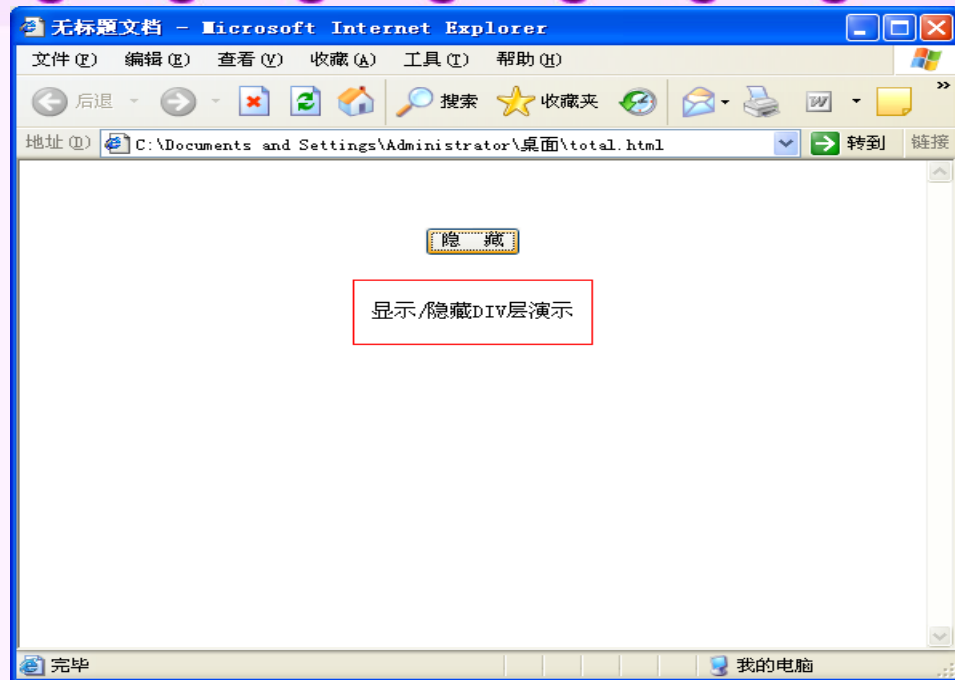 无标题文档 - Microsoft Internet Explorer
文件(F) 编辑(E) 查看(V) 收藏(A) 工具(T) 帮助(H)
后退 搜索 收藏夹 W »
地址(D) C:\Documents and Settings\Administrator\桌面\total.html 转到 链接
隐 藏
显示/隐藏DIV层演示
完毕 我的电脑